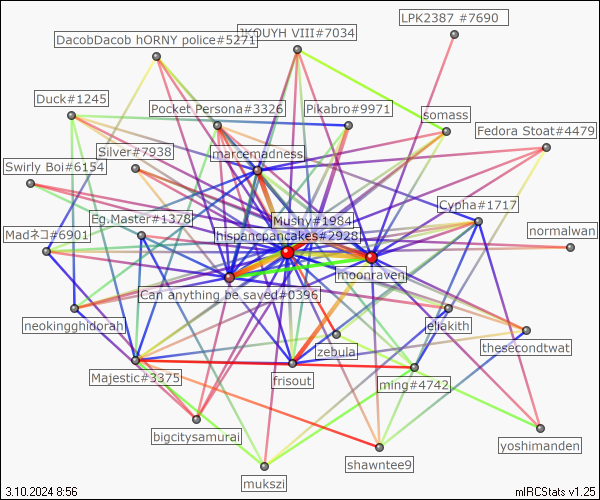 LPK2387 #7690
JKOUYH VIII#7034
DacobDacob hORNY police#5271
Duck#1245
Pocket Persona#3326
Pikabro#9971
somass
Fedora Stoat#4479
Silver#7938
marcemadness
Swirly Boi#6154
Cypha#1717
Eg.Master#1378
Mushy#1984
normalwan
Madネコ#6901
hispancpancakes#2928
moonraven
Can anything be saved#0396
neokingghidorah
eliakith
thesecondtwat
zebula
Majestic#3375
frisout
ming#4742
bigcitysamurai
yoshimanden
shawntee9
mukszi
3.10.2024 8:56
mIRCStats v1.25